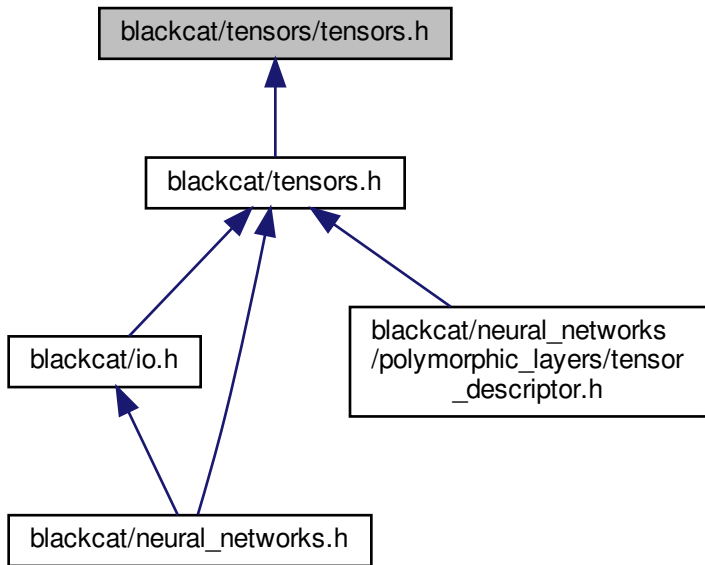 blackcat/tensors/tensors.h
blackcat/tensors.h
blackcat/io.h
blackcat/neural_networks
/polymorphic_layers/tensor
_descriptor.h
blackcat/neural_networks.h